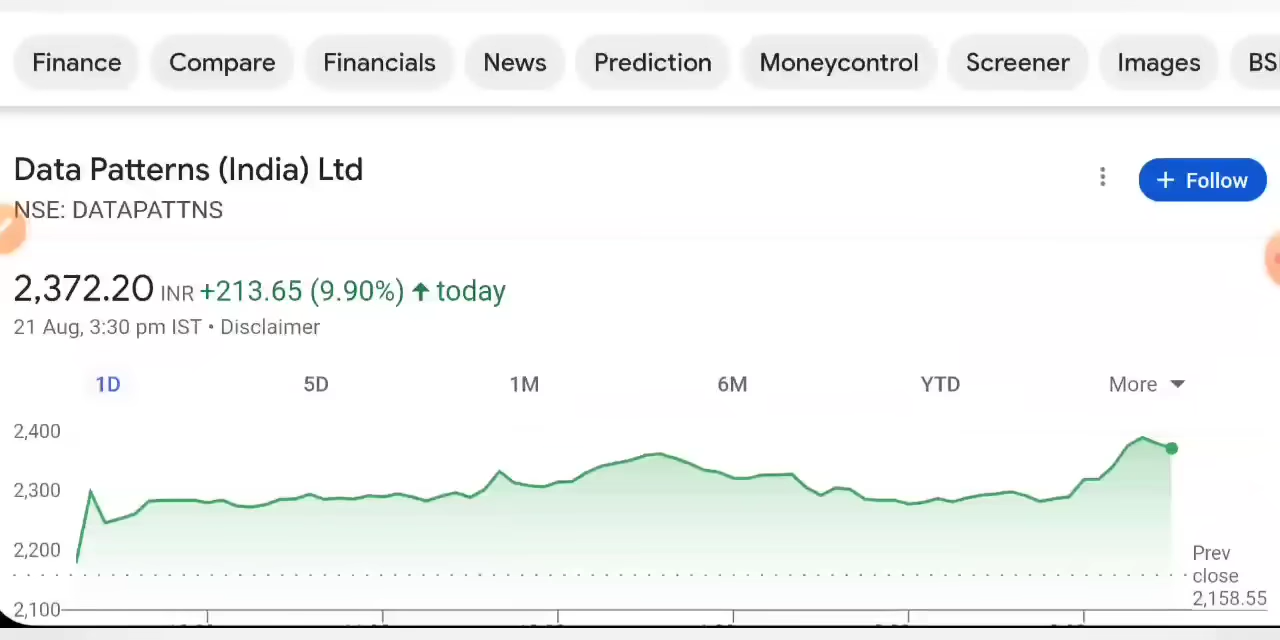 Finance Compare Financials News Prediction Moneycontrol Screener Images
Data Patterns (India) Ltd
+ Follow
NSE: DATAPATTNS
2,372.20 INR +213.65 (9.90%) ↑ today
21 Aug, 3:30 pm IST • Disclaimer
1D 5D 1M 6M YTD More
2,400
2,300
2,200
Prev
close
2,158.55
2,100